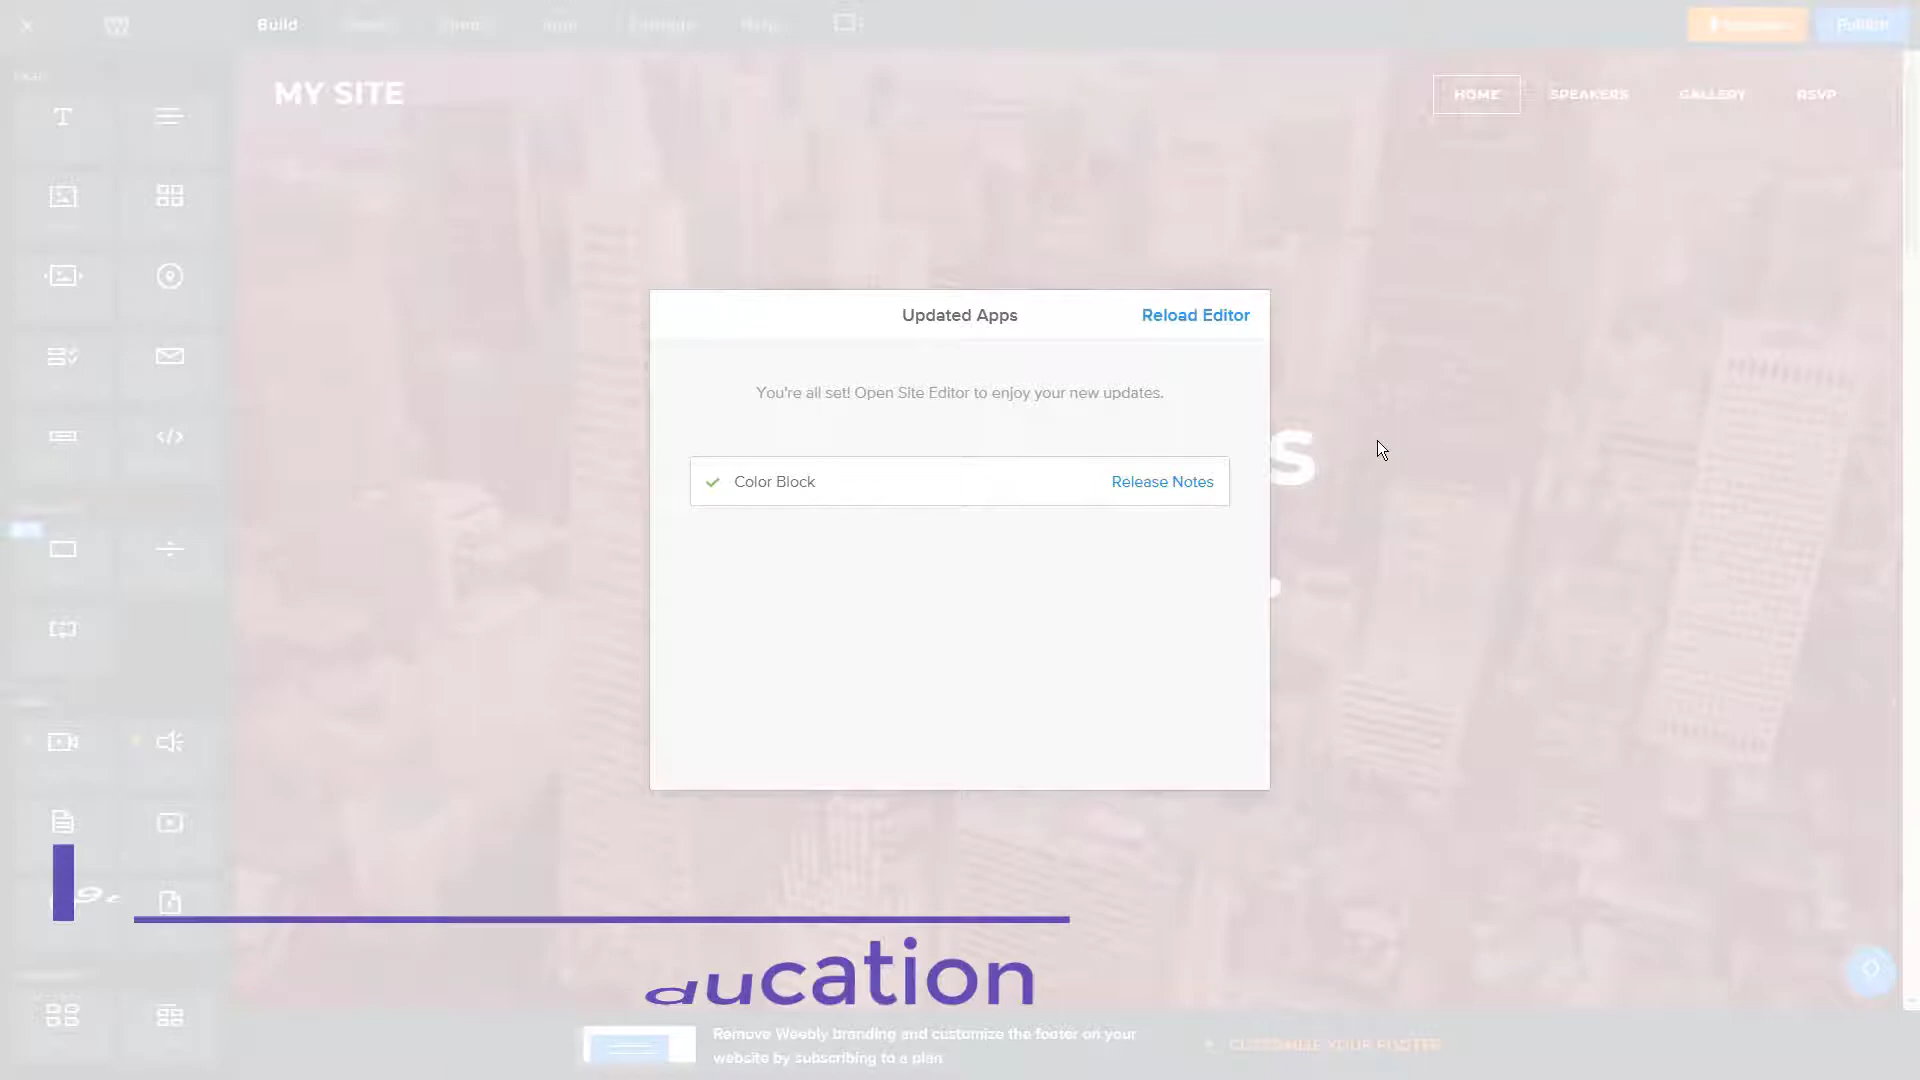 Build
Publish
MY SITE
HOME SPEAKERS GALLERY RSVP
Updated Apps
Reload Editor
You're all set! Open Site Editor to enjoy your new updates.
Color Block
Release Notes
S
ducation
Remove Weebly branding and customize the footer on your
website by subscribing to a plan
CUSTOMIZE YOUR FOOTER